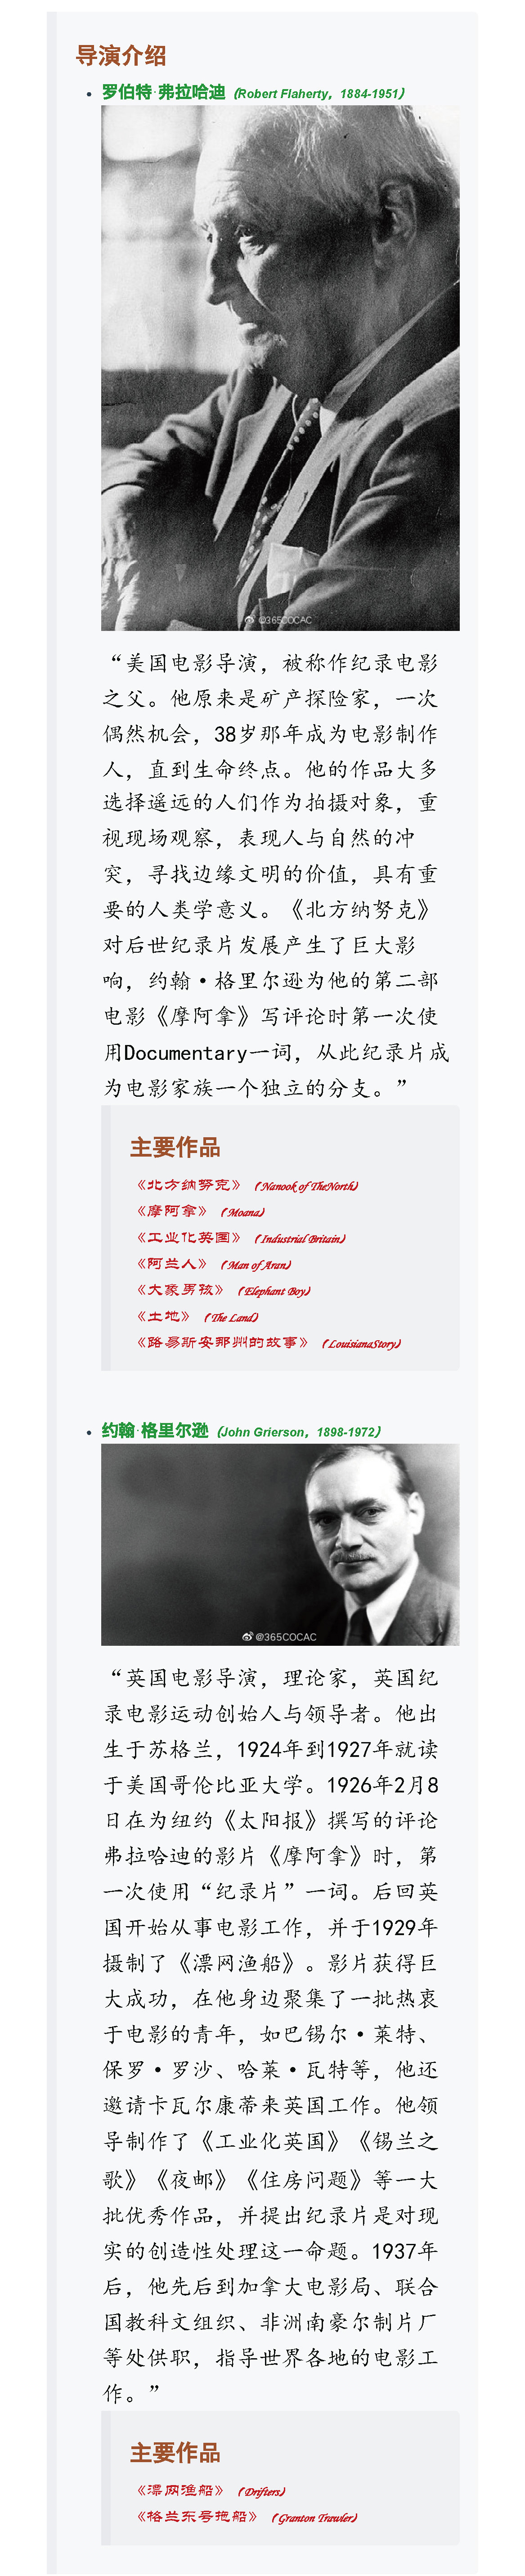 导演介绍
罗伯特·弗拉哈迪（Robert Flaherty，1884-1951）
@365COCAC
“美国电影导演，被称作纪录电影
之父。他原来是矿产探险家，一次
偶然机会，38岁那年成为电影制作
人，直到生命终点。他的作品大多
选择遥远的人们作为拍摄对象，重
视现场观察，表现人与自然的冲
突，寻找边缘文明的价值，具有重
要的人类学意义。《北方纳努克》
对后世纪录片发展产生了巨大影
响，约翰·格里尔逊为他的第二部
电影《摩阿拿》写评论时第一次使
用Documentary一词，从此纪录片成
为电影家族一个独立的分支。”
主要作品
《北方纳努克》（Nanook of TheNorth）
《摩阿拿》（Moana）
《工业化英国》（Industrial Britain）
《阿兰人》（Man of Aran）
《大象男孩》（Elephant Boy）
《土地》（The Land）
《路易斯安那州的故事》（LouisianaStory）
约翰·格里尔逊（John Grierson，1898-1972）
@365COCAC
“英国电影导演，理论家，英国纪
录电影运动创始人与领导者。他出
生于苏格兰，1924年到1927年就读
于美国哥伦比亚大学。1926年2月8
日在为纽约《太阳报》撰写的评论
弗拉哈迪的影片《摩阿拿》时，第
一次使用“纪录片”一词。后回英
国开始从事电影工作，并于1929年
摄制了《漂网渔船》。影片获得巨
大成功，在他身边聚集了一批热衷
于电影的青年，如巴锡尔·莱特、
保罗·罗沙、哈莱·瓦特等，他还
邀请卡瓦尔康蒂来英国工作。他领
导制作了《工业化英国》《锡兰之
歌》《夜邮》《住房问题》等一大
批优秀作品，并提出纪录片是对现
实的创造性处理这一命题。1937年
后，他先后到加拿大电影局、联合
国教科文组织、非洲南豪尔制片厂
等处供职，指导世界各地的电影工
作。”
主要作品
《漂网渔船》（Drifters）
《格兰东号拖船》（Granton Trawler）